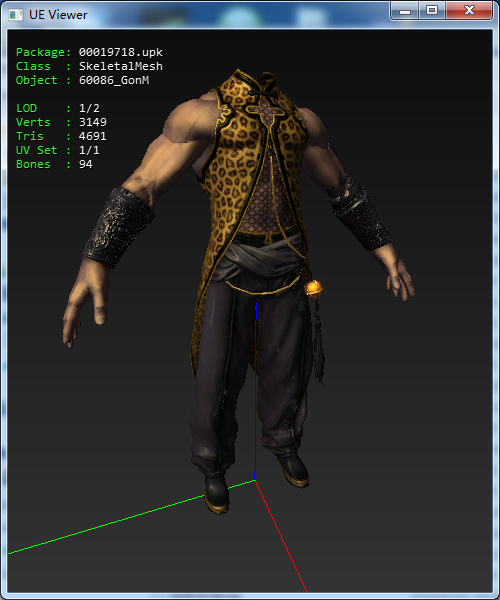 UE Viewer
Package: 00019718.upk
Class : SkeletalMesh
Object : 60086_GonM
LOD : 1/2
Verts : 3149
Tris : 4691
UV Set : 1/1
Bones : 94